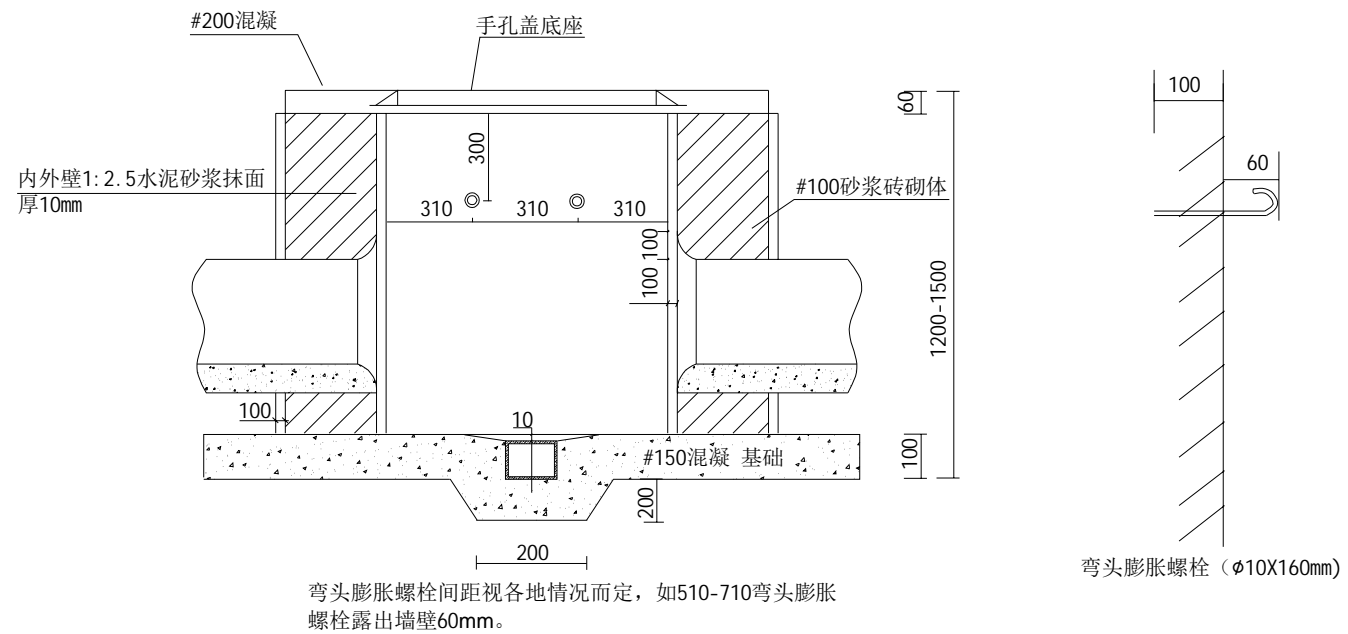 #200混凝
手孔盖底座
100
60
300
60
内外壁1:2.5水泥砂浆抹面
厚10mm
#100砂浆砖砌体
310
310
310
100
100
1200-1500
100
10
#150混凝 基础
100
200
200
弯头膨胀螺栓（φ10X160mm)
弯头膨胀螺栓间距视各地情况而定，如510-710弯头膨胀
螺栓露出墙壁60mm。